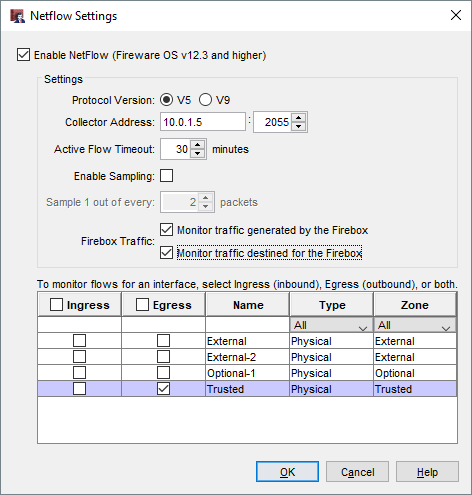 Netflow Settings
Enable NetFlow (Fireware OS v12.3 and higher)
Settings
Protocol Version: V5 V9
Collector Address: 10.0.1.5 : 2055
Active Flow Timeout: 30 minutes
Enable Sampling:
Sample 1 out of every: 2 packets
Firebox Traffic: Monitor traffic generated by the Firebox
Monitor traffic destined for the Firebox
To monitor flows for an interface, select Ingress (inbound), Egress (outbound), or both.
Ingress Egress Name Type Zone
All All
External Physical External
External-2 Physical External
Optional-1 Physical Optional
Trusted Physical Trusted
OK Cancel Help